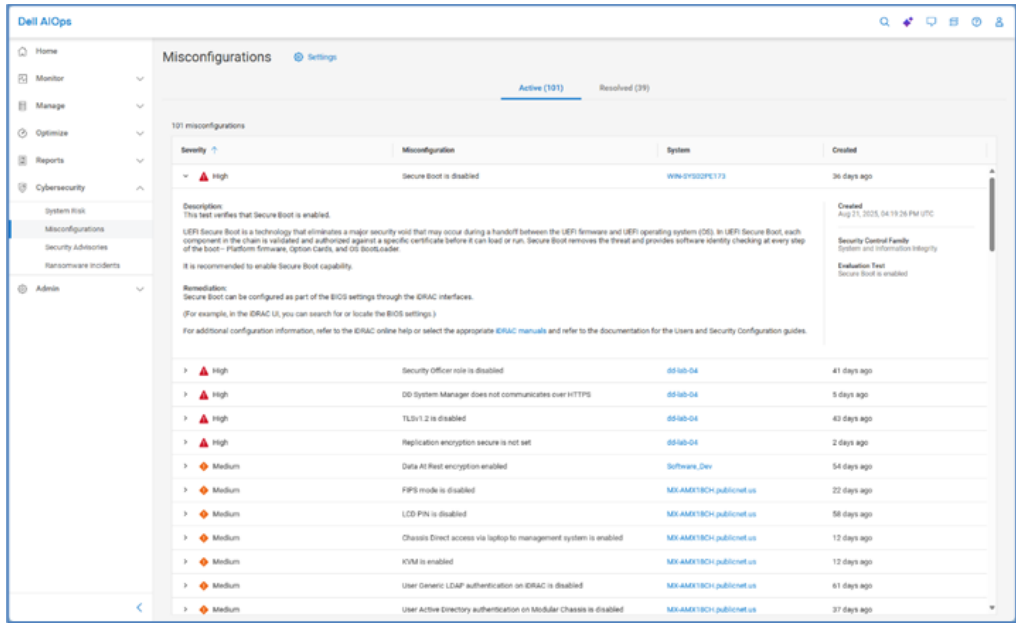 Dell AIOps
Home
Monitor
Manage
Optimize
Reports
Cybersecurity
System Risk
Misconfigurations
Security Advisories
Ransomware Incidents
Admin
Misconfigurations
Settings
Active (101)
Resolved (39)
101 misconfigurations
Severity Misconfiguration System Created
High Secure Boot is disabled WIN-SYS02PE173 36 days ago
Description:
This test verifies that Secure Boot is enabled.
UEFI Secure Boot is a technology that eliminates a major security void that may occur during a handoff between the UEFI firmware and UEFI operating system (OS). In UEFI Secure Boot, each
component in the chain is validated and authorized against a specific certificate before it can load or run. Secure Boot removes the threat and provides software identity checking at every step
of the boot— Platform firmware, Option Cards, and OS BootLoader.
It is recommended to enable Secure Boot capability.
Remediation:
Secure Boot can be configured as part of the BIOS settings through the iDRAC interfaces.
(For example, in the iDRAC UI, you can search for or locate the BIOS settings.)
For additional configuration information, refer to the iDRAC online help or select the appropriate iDRAC manuals and refer to the documentation for the Users and Security Configuration guides.
Created
Aug 21, 2025, 04:19:26 PM UTC
Security Control Family
System and Information Integrity
Evaluation Test
Secure Boot is enabled
High Security Officer role is disabled dd-lab-04 41 days ago
High DD System Manager does not communicates over HTTPS dd-lab-04 5 days ago
High TLSv1.2 is disabled dd-lab-04 43 days ago
High Replication encryption secure is not set dd-lab-04 2 days ago
Medium Data At Rest encryption enabled Software_Dev 54 days ago
Medium FIPS mode is disabled MX-AMX18CH.publicnet.us 22 days ago
Medium LCD PIN is disabled MX-AMX18CH.publicnet.us 58 days ago
Medium Chassis Direct access via laptop to management system is enabled MX-AMX18CH.publicnet.us 12 days ago
Medium KVM is enabled MX-AMX18CH.publicnet.us 12 days ago
Medium User Generic LDAP authentication on iDRAC is disabled MX-AMX18CH.publicnet.us 61 days ago
Medium User Active Directory authentication on Modular Chassis is disabled MX-AMX18CH.publicnet.us 37 days ago